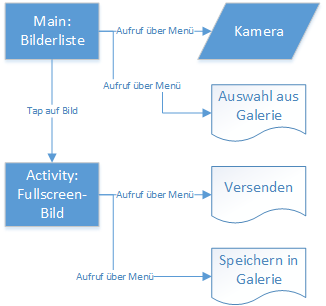 Main:
Bilderliste
Aufruf über Menü
Kamera
Aufruf über Menü
Auswahl aus
Galerie
Tap auf Bild
Activity:
Fullscreen-
Bild
Aufruf über Menü
Versenden
Aufruf über Menü
Speichern in
Galerie